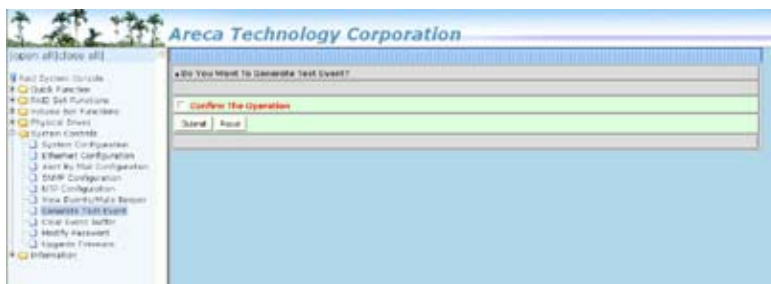 Areca Technology Corporation
|open all|close all|
Raid System Console
Quick Function
RAID Set Functions
Volume Set Functions
Physical Drives
System Controls
System Configuration
Ethernet Configuration
Alert By Mail Configuration
SNMP Configuration
NTP Configuration
View Events/Mute Beeper
Generate Test Event
Clear Event Buffer
Modify Password
Upgrade Firmware
Information
Do You Want To Generate Test Event?
Confirm The Operation
Submit Reset